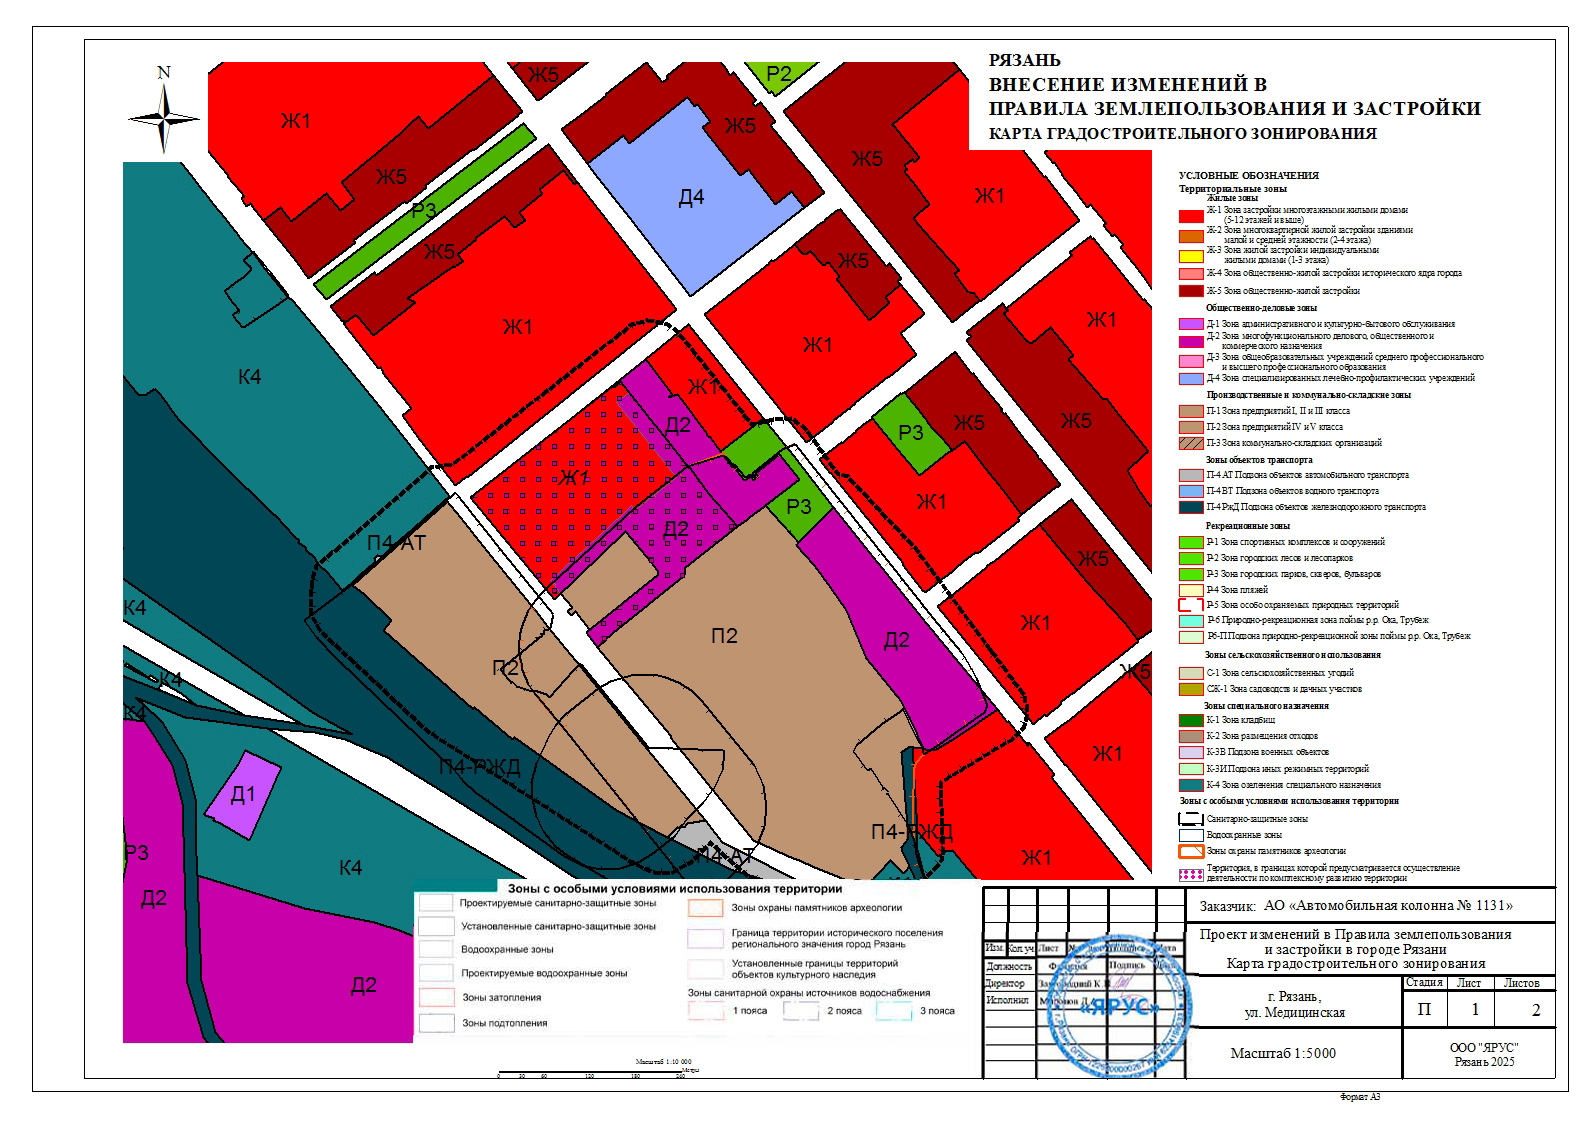 РЯЗАНЬ
ВНЕСЕНИЕ ИЗМЕНЕНИЙ В
ПРАВИЛА ЗЕМЛЕПОЛЬЗОВАНИЯ И ЗАСТРОЙКИ
КАРТА ГРАДОСТРОИТЕЛЬНОГО ЗОНИРОВАНИЯ
N
Ж1
Ж5
Р2
Ж5
Ж5
Ж5
Р3
Д4
Ж1
Ж5
Ж5
К4
Ж1
Ж1
Ж1
Ж1
Д2
Р3
Ж5
Ж5
Ж1
Ж1
Р3
Д2
П4-АТ
Ж5
К4
П2
Д2
Ж1
П2
К4
Ж5
К4
П4-РЖД
Ж1
Д1
П4-РЖД
Р3
К4
П4-АТ
Ж1
Д2
Д2
УСЛОВНЫЕ ОБОЗНАЧЕНИЯ
Территориальные зоны
Жилые зоны
Ж-1 Зона застройки многоэтажными жилыми домами
(5-12 этажей и выше)
Ж-2 Зона многоквартирной жилой застройки зданиями
малой и средней этажности (2-4 этажа)
Ж-3 Зона жилой застройки индивидуальными
жилыми домами (1-3 этажа)
Ж-4 Зона общественно-жилой застройки исторического ядра города
Ж-5 Зона общественно-жилой застройки
Общественно-деловые зоны
Д-1 Зона административного и культурно-бытового обслуживания
Д-2 Зона многофункционального делового, общественного и
коммерческого назначения
Д-3 Зона общеобразовательных учреждений среднего профессионального
и высшего профессионального образования
Д-4 Зона специализированных лечебно-профилактических учреждений
Производственные и коммунально-складские зоны
П-1 Зона предприятий I, II и III класса
П-2 Зона предприятий IV и V класса
П-3 Зона коммунально-складских организаций
Зоны объектов транспорта
П-4 АТ Подзона объектов автомобильного транспорта
П-4 ВТ Подзона объектов водного транспорта
П-4 РжД Подзона объектов железнодорожного транспорта
Рекреационные зоны
Р-1 Зона спортивных комплексов и сооружений
Р-2 Зона городских лесов и лесопарков
Р-3 Зона городских парков, скверов, бульваров
Р-4 Зона пляжей
Р-5 Зона особо охраняемых природных территорий
Р-6 Природно-рекреационная зона поймы р.р. Ока, Трубеж
Р6-П Подзона природно-рекреационной зоны поймы р.р. Ока, Трубеж
Зоны сельскохозяйственного использования
С-1 Зона сельскохозяйственных угодий
СЖ-1 Зона садоводств и дачных участков
Зоны специального назначения
К-1 Зона кладбищ
К-2 Зона размещения отходов
К-3В Подзона военных объектов
К-3И Подзона иных режимных территорий
К-4 Зона озеленения специального назначения
Зоны с особыми условиями использования территории
Санитарно-защитные зоны
Водоохранные зоны
Зоны охраны памятников археологии
Территория, в границах которой предусматривается осуществление
деятельности по комплексному развитию территории
Зоны с особыми условиями использования территории
Проектируемые санитарно-защитные зоны
Установленные санитарно-защитные зоны
Водоохранные зоны
Проектируемые водоохранные зоны
Зоны затопления
Зоны подтопления
Зоны охраны памятников археологии
Граница территории исторического поселения
регионального значения город Рязань
Установленные границы территорий
объектов культурного наследия
Зоны санитарной охраны источников водоснабжения
1 пояса
2 пояса
3 пояса
Масштаб 1:10 000
Метры
0 30 60 120 180 240
Изм. Кол.уч. Лист
Должность
Подпись
Директор
Исполнил
«ЯРУС»
Заказчик: АО «Автомобильная колонна № 1131»
Проект изменений в Правила землепользования
и застройки в городе Рязани
Карта градостроительного зонирования
г. Рязань,
ул. Медицинская
Стадия Лист Листов
П 1 2
Масштаб 1:5000
ООО "ЯРУС"
Рязань 2025
Формат А3